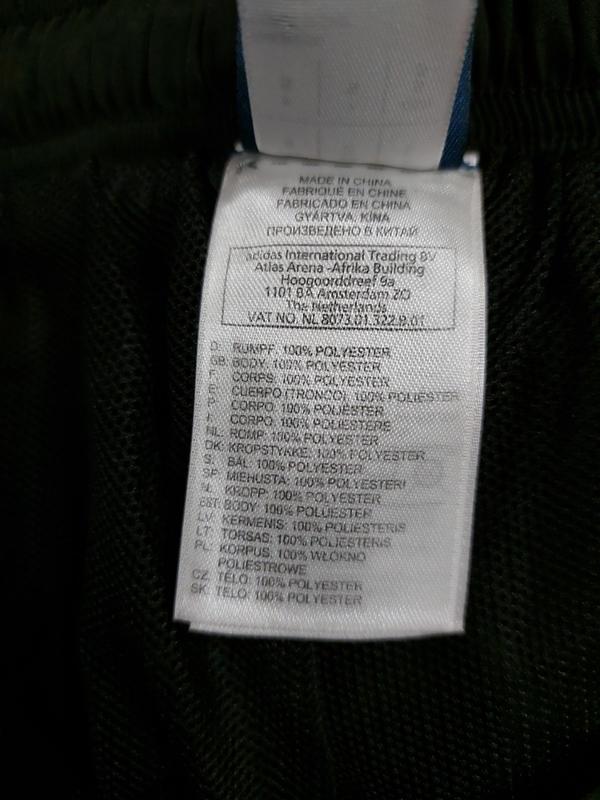 MADE IN CHINA
FABRIQUÉ EN CHINE
FABRICADO EN CHINA
GYÁRTVA: KÍNA
ПРОИЗВЕДЕНО В КИТАЙ
adidas International Trading BV
Atlas Arena -Afrika Building
Hoogoorddreef 9a
1101 BA Amsterdam ZO
The Netherlands
VAT NO. NL 8073.01.322.B.01
D: RUMPF: 100% POLYESTER
GB: BODY: 100% POLYESTER
F: CORPS: 100% POLYESTER
E: CUERPO (TRONCO): 100% POLIESTER
P: CORPO: 100% POLIÉSTER
I: CORPO: 100% POLIESTERE
NL: ROMP: 100% POLYESTER
DK: KROPSTYKKE: 100% POLYESTER
S: BÅL: 100% POLYESTER
SF: MIEHUSTA: 100% POLYESTERI
N: KROPP: 100% POLYESTER
EST: BODY: 100% POLÜESTER
LV: KERMENIS: 100% POLIESTERIS
LT: TORSAS: 100% POLIESTERIS
PL: KORPUS: 100% WŁÓKNO
POLIESTROWE
CZ: TĚLO: 100% POLYESTER
SK: TELO: 100% POLYESTER